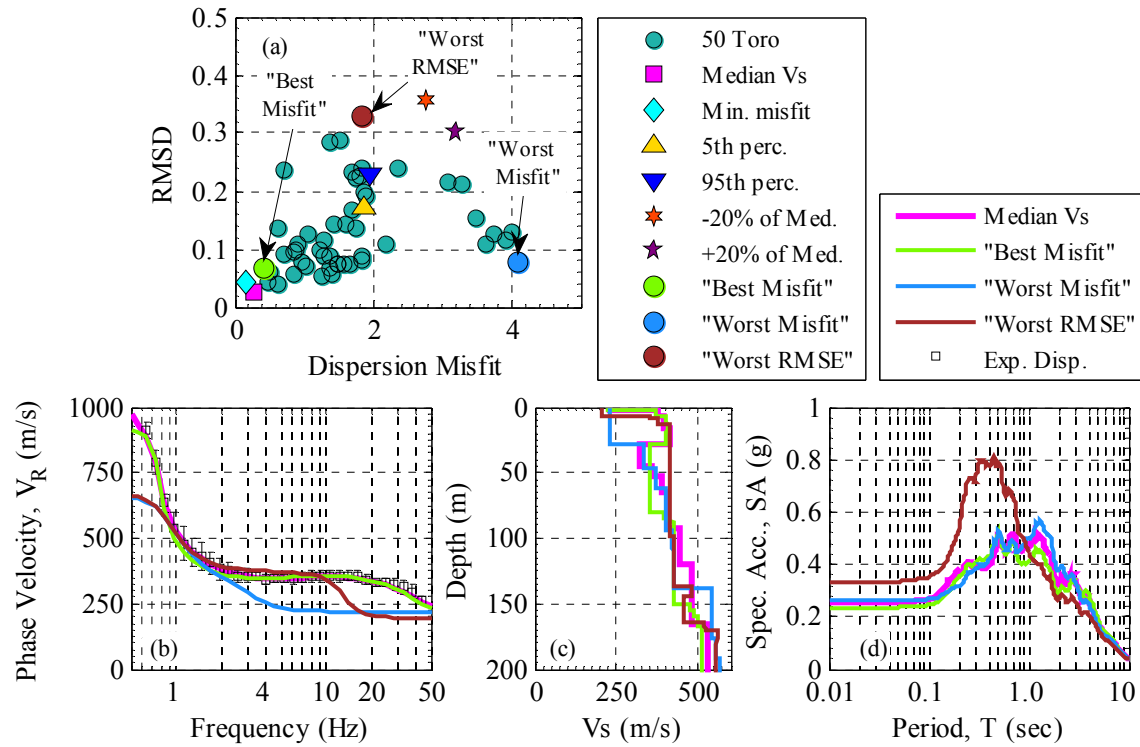 0.5
0.4
0.3
0.2
0.1
0
RMSD
(a)
"Best
Misfit"
"Worst
RMSE"
"Worst
Misfit"
0
2
4
Dispersion Misfit
50 Toro
Median Vs
Min. misfit
5th perc.
95th perc.
-20% of Med.
+20% of Med.
"Best Misfit"
"Worst Misfit"
"Worst RMSE"
Median Vs
"Best Misfit"
"Worst Misfit"
"Worst RMSE"
Exp. Disp.
1000
750
500
250
0
Phase Velocity, VR (m/s)
(b)
1
4
10
20
50
Frequency (Hz)
0
50
100
150
200
Depth (m)
(c)
0
250
500
Vs (m/s)
1
0.8
0.6
0.4
0.2
0
Spec. Acc., SA (g)
(d)
0.01
0.1
1.0
10
Period, T (sec)